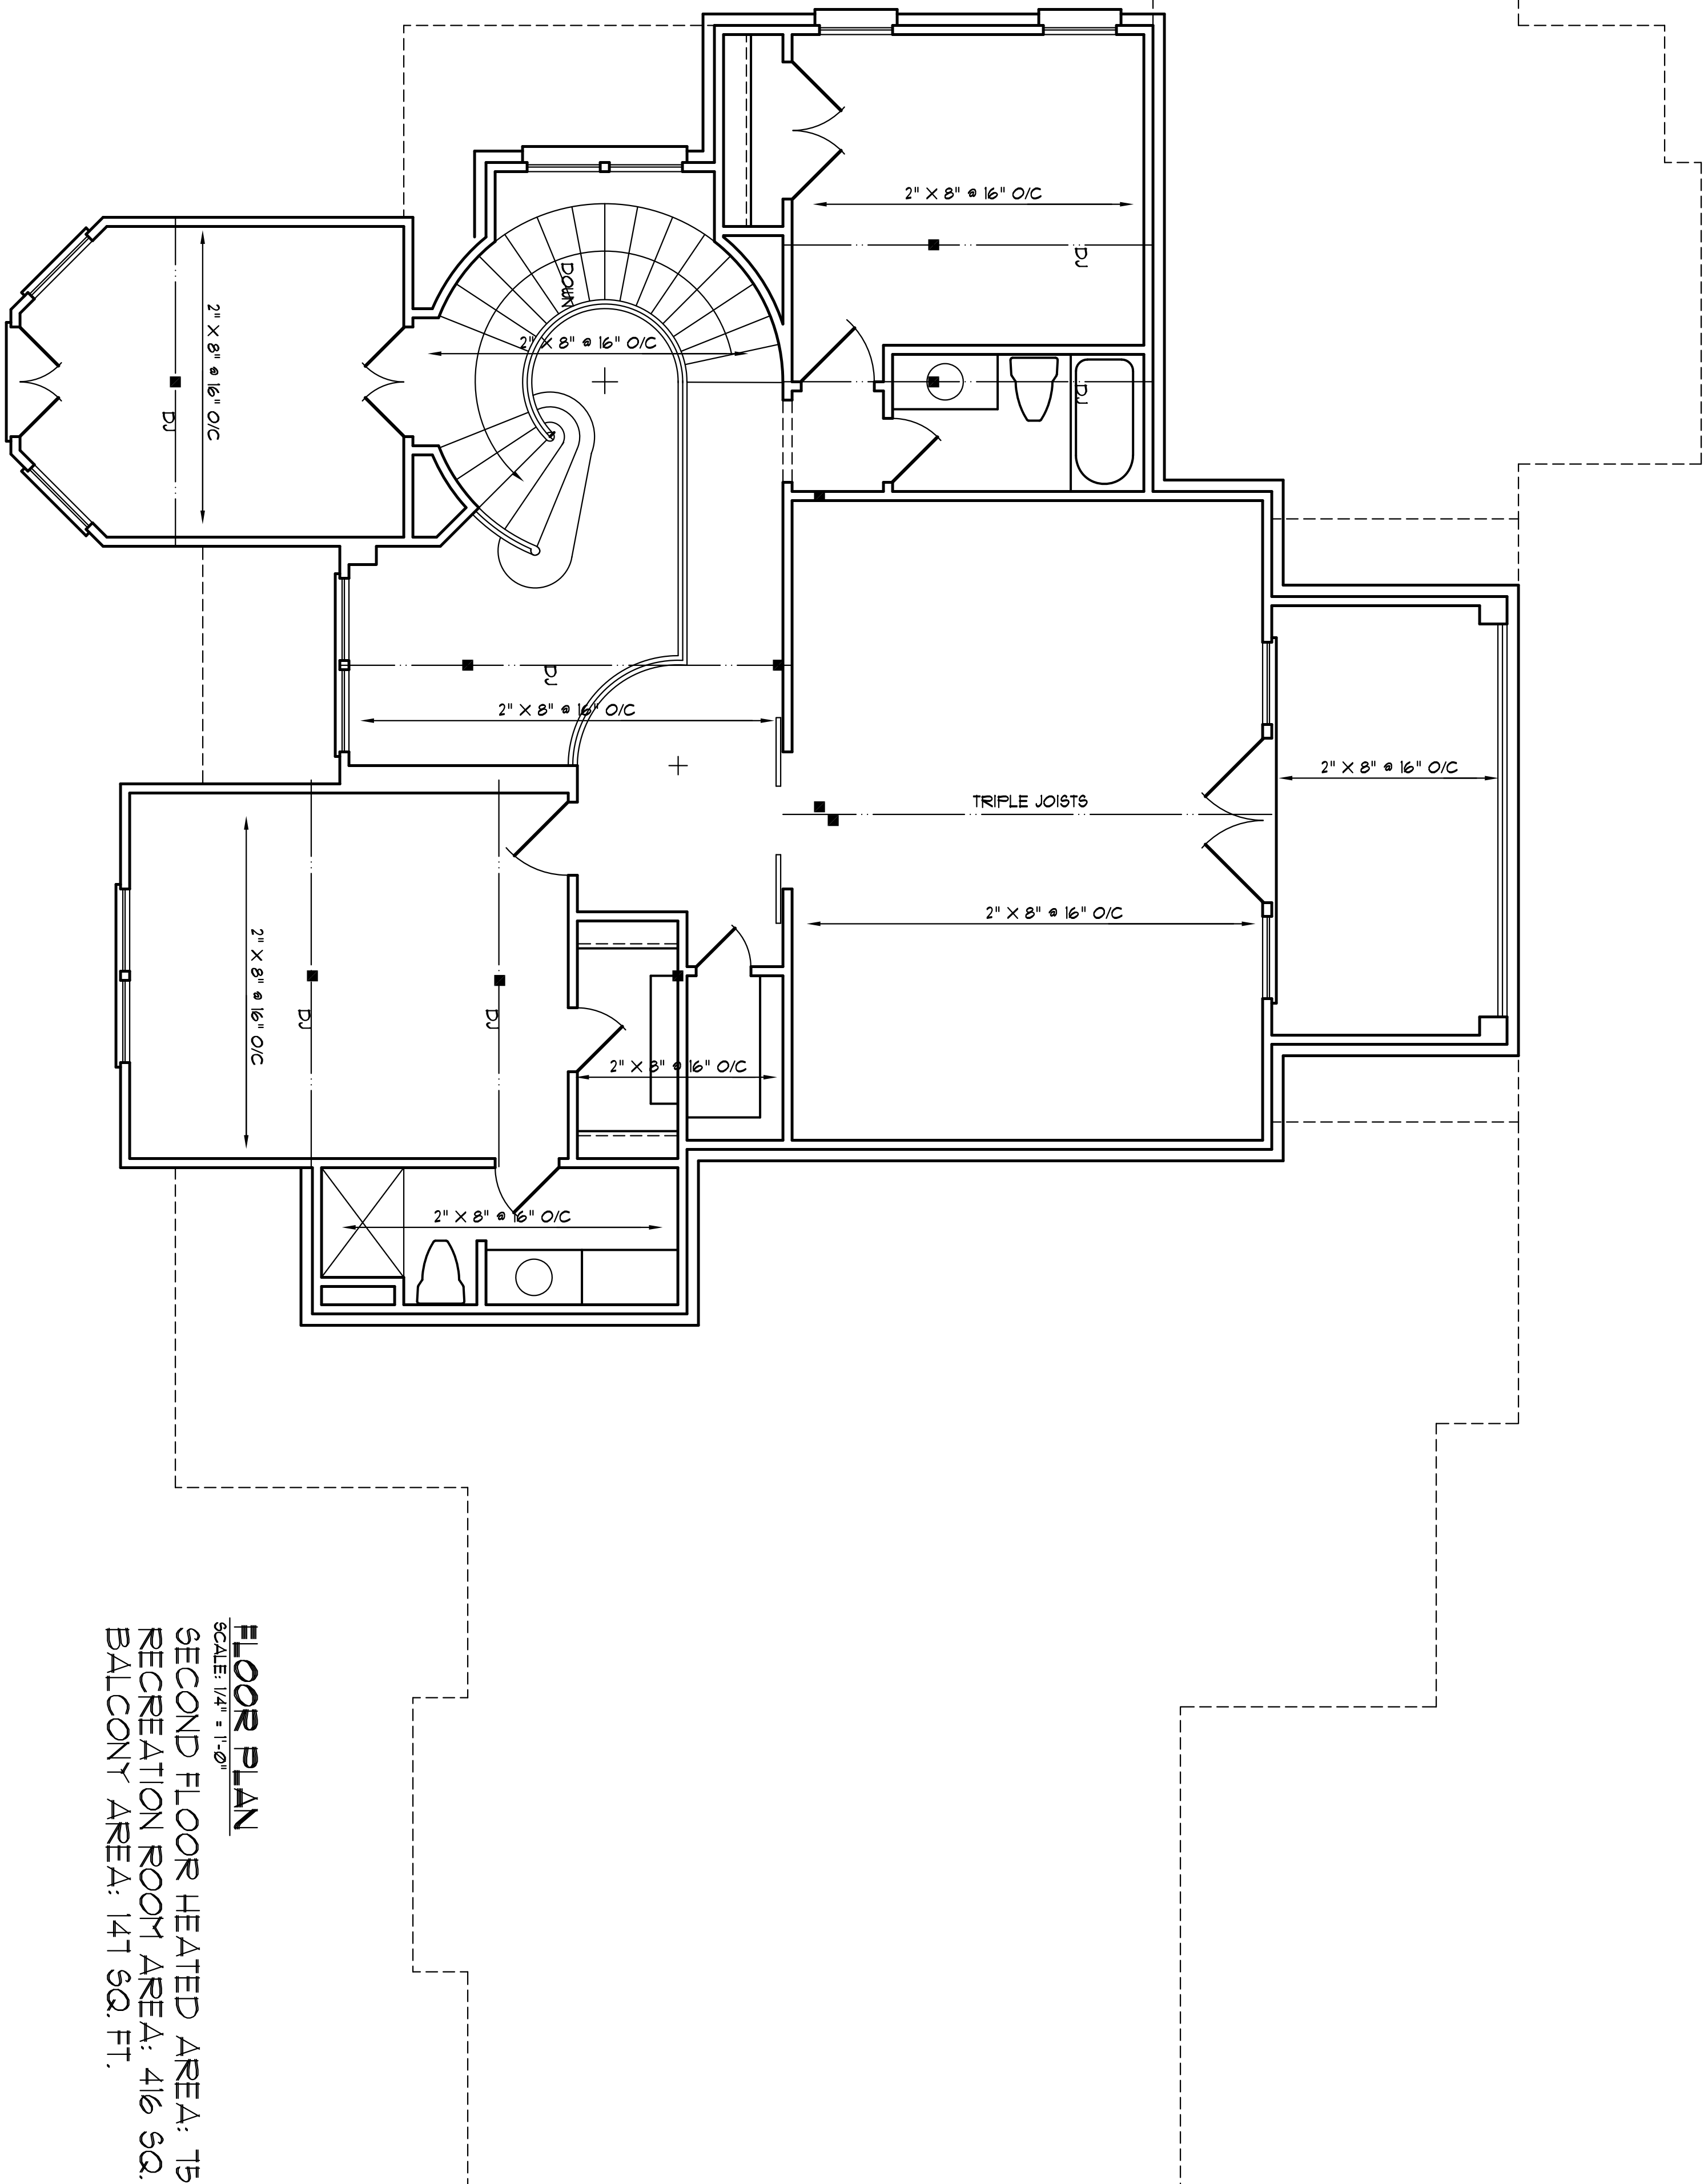 2" X 8" @ 16" O/C
DJ
DOWN
2" X 8" @ 16" O/C
2" X 8" @ 16" O/C
DJ
DJ
DJ
2" X 8" @ 16" O/C
2" X 8" @ 16" O/C
TRIPLE JOISTS
2" X 8" @ 16" O/C
2" X 8" @ 16" O/C
DJ
DJ
2" X 8" @ 16" O/C
2" X 8" @ 16" O/C
FLOOR PLAN
SCALE: 1/4" = 1'-0"
SECOND FLOOR HEATED AREA: 75
RECREATION ROOM AREA: 416 SQ.
BALCONY AREA: 147 SQ. FT.